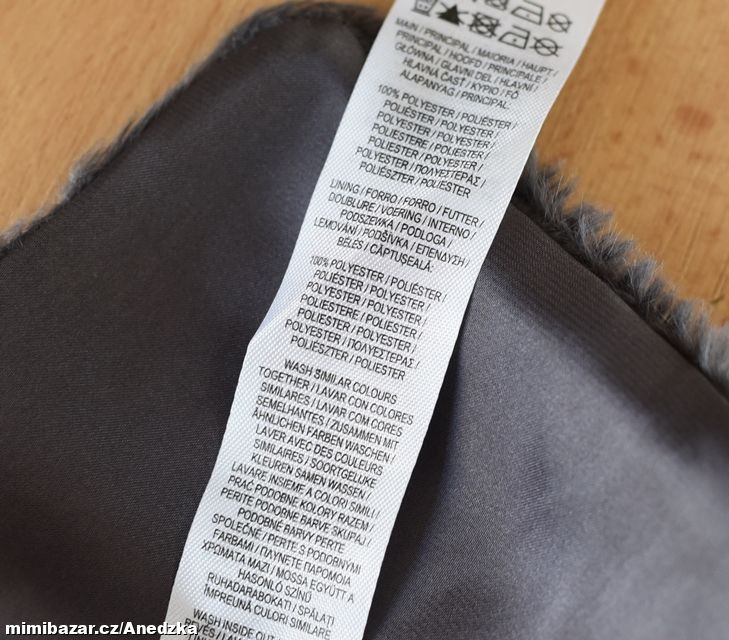 MAIN / PRINCIPAL / MAIORIA / HAUPT /
PRINCIPAL / HOOFD / PRINCIPALE /
GŁÓWNA / GLAVNI DEL / HLAVNÍ /
HLAVNÁ ČASŤ / ΚΥΡΙΟ / FŐ
ALAPANYAG / PRINCIPAL
100% POLYESTER / POLIÉSTER /
POLIÉSTER / POLYESTER /
POLYESTER / POLYESTER /
POLIESTERE / POLIESTER /
POLIESTER / POLYESTER /
POLYESTER / ΠΟΛΥΕΣΤΕΡΑΣ /
POLIÉSZTER / POLIESTER
LINING / FORRO / FORRO / FUTTER /
DOUBLURE / VOERING / INTERNO /
PODSZEWKA / PODLOGA /
LEMOVÁNÍ / PODŠÍVKA / ΕΠΕΝΔΥΣΗ /
BÉLÉS / CĂPTUȘEALĂ:
100% POLYESTER / POLIÉSTER /
POLIÉSTER / POLYESTER /
POLYESTER / POLYESTER /
POLIESTERE / POLIESTER /
POLIESTER / POLYESTER /
POLYESTER / ΠΟΛΥΕΣΤΕΡΑΣ /
POLIÉSZTER / POLIESTER
WASH SIMILAR COLOURS
TOGETHER / LAVAR CON COLORES
SIMILARES / LAVAR COM CORES
SEMELHANTES / ZUSAMMEN MIT
ÄHNLICHEN FARBEN WASCHEN /
LAVER AVEC DES COULEURS
SIMILAIRES / SOORTGELIJKE
KLEUREN SAMEN WASSEN /
LAVARE INSIEME A COLORI SIMILI /
PRAĆ PODOBNE KOLORY RAZEM /
PERITE PODOBNE BARVE SKUPAJ /
PODOBNÉ BARVY PERTE
SPOLEČNĚ / PERTE S PODOBNÝMI
FARBAMI / ΠΛΥΝΕΤΕ ΠΑΡΟΜΟΙΑ
ΧΡΩΜΑΤΑ ΜΑΖΙ / MOSSA EGYÜTT A
HASONLÓ SZÍNŰ
RUHADARABOKATI / SPĂLAȚI
ÎMPREUNĂ CULORI SIMILARE
WASH INSIDE OUT
REVÉS / LAVAR
mimibazar.cz/Anedzka